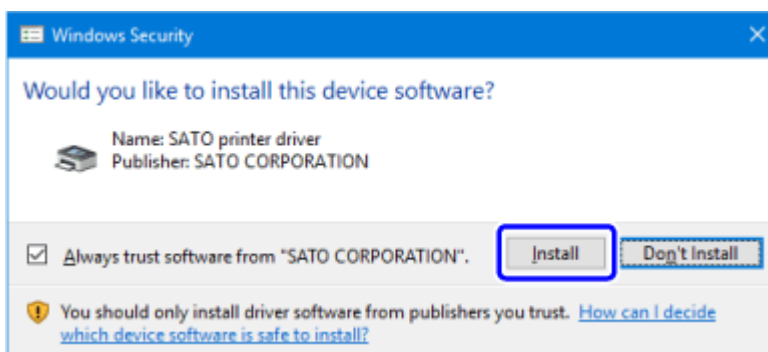 Windows Security
Would you like to install this device software?
Name: SATO printer driver
Publisher: SATO CORPORATION
Always trust software from "SATO CORPORATION".
Install
Don't Install
You should only install driver software from publishers you trust. How can I decide
which device software is safe to install?